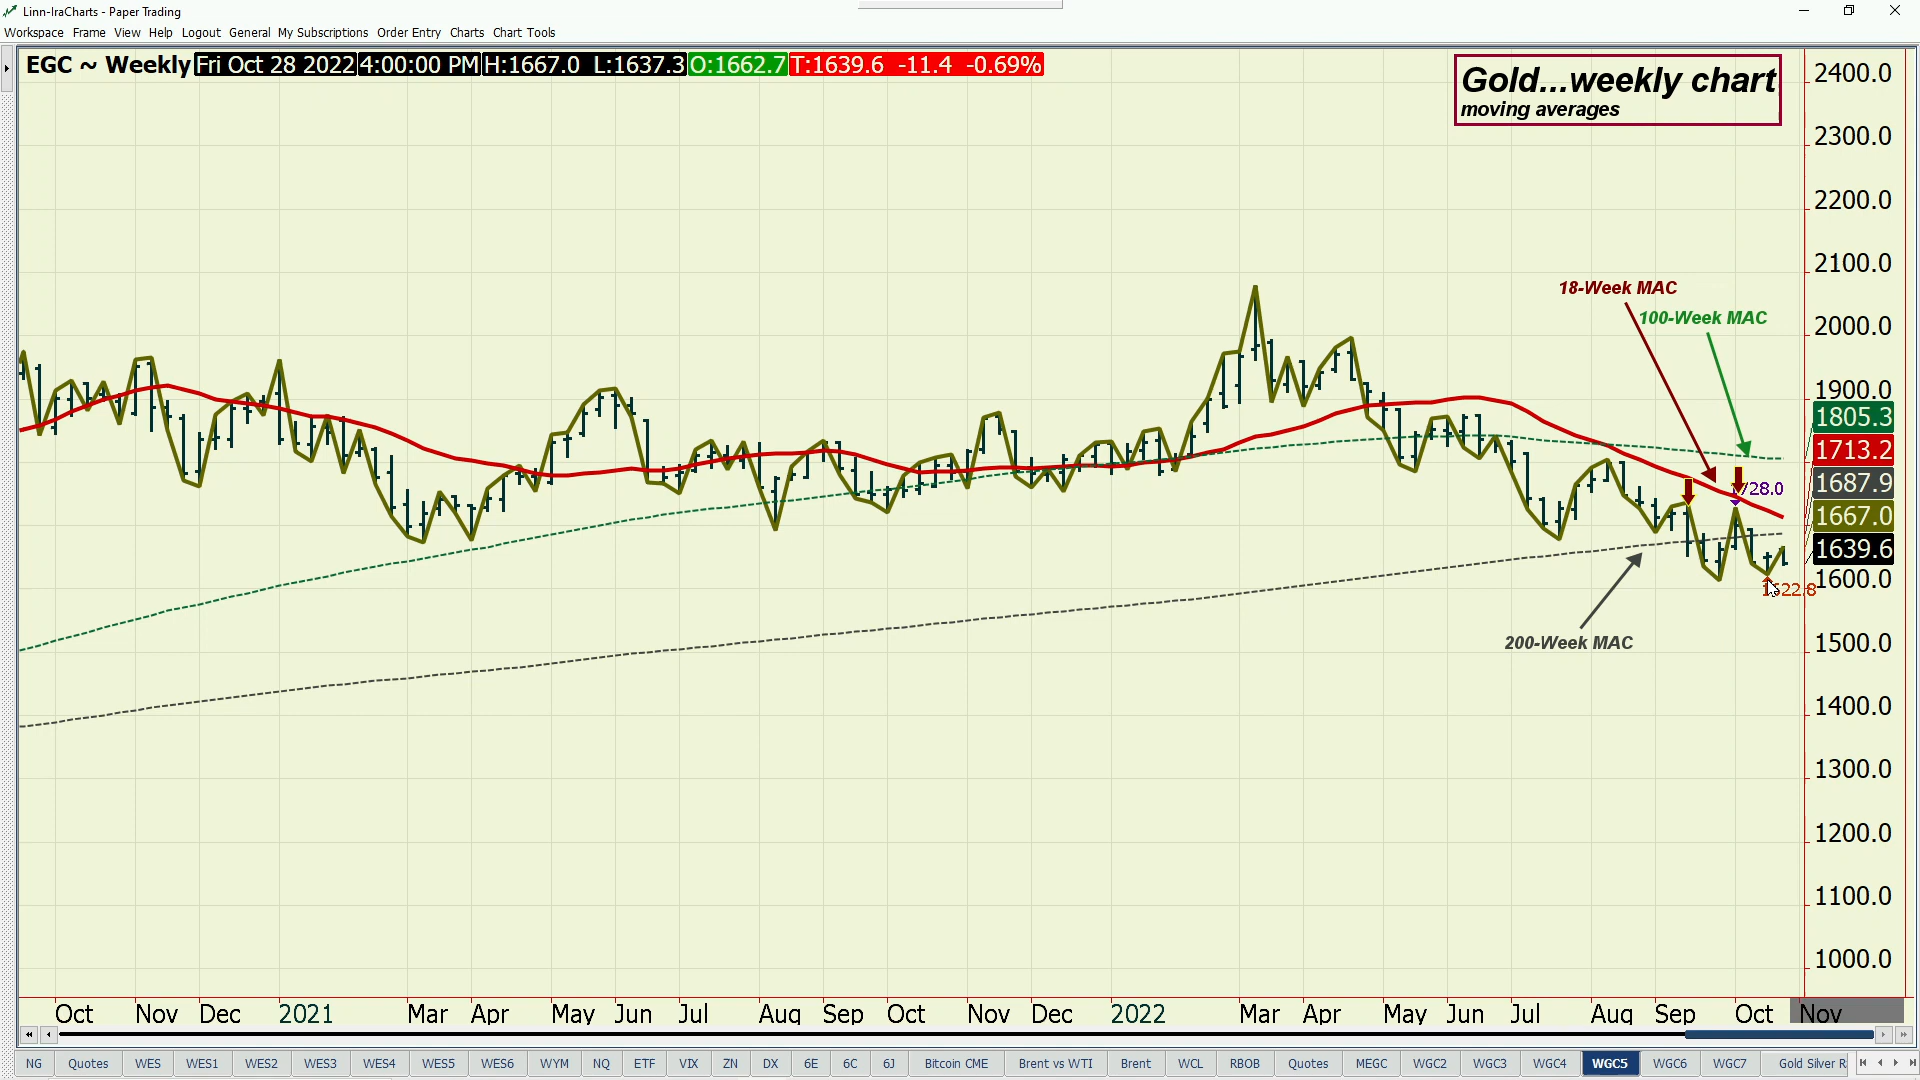 Linn-IraCharts - Paper Trading
Workspace Frame View Help Logout General My Subscriptions Order Entry Charts Chart Tools
EGC ~ Weekly Fri Oct 28 2022 4:00:00 PM H:1667.0 L:1637.3 O:1662.7 T:1639.6 -11.4 -0.69%
Gold...weekly chart
moving averages
2400.0
2300.0
2200.0
2100.0
2000.0
1900.0
1805.3
1713.2
1687.9
1667.0
1639.6
1600.0
1500.0
1400.0
1300.0
1200.0
1100.0
1000.0
18-Week MAC
100-Week MAC
1728.0
1622.8
200-Week MAC
Oct Nov Dec 2021 Mar Apr May Jun Jul Aug Sep Oct Nov Dec 2022 Mar Apr May Jun Jul Aug Sep Oct Nov
NG Quotes WES WES1 WES2 WES3 WES4 WES5 WES6 WYM NQ ETF VIX ZN DX 6E 6C 6J Bitcoin CME Brent vs WTI Brent WCL RBOB Quotes MEGC WGC2 WGC3 WGC4 WGC5 WGC6 WGC7 Gold Silver R